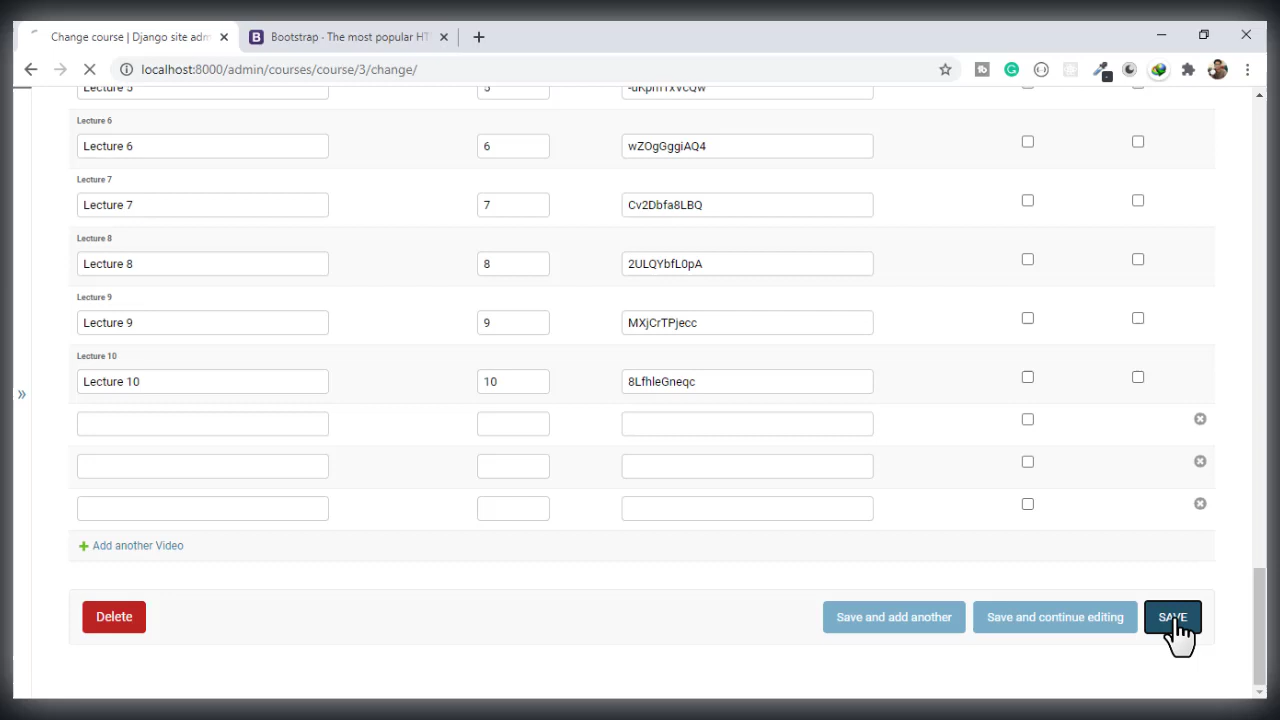 Change course | Django site adm
Bootstrap - The most popular HT
localhost:8000/admin/courses/course/3/change/
Lecture 5 5
Lecture 6
Lecture 6 6 wZOgGggiAQ4
Lecture 7
Lecture 7 7 Cv2Dbfa8LBQ
Lecture 8
Lecture 8 8 2ULQYbfL0pA
Lecture 9
Lecture 9 9 MXjCrTPjecc
Lecture 10
Lecture 10 10 8LfhleGneqc
Add another Video
Delete Save and add another Save and continue editing SAVE